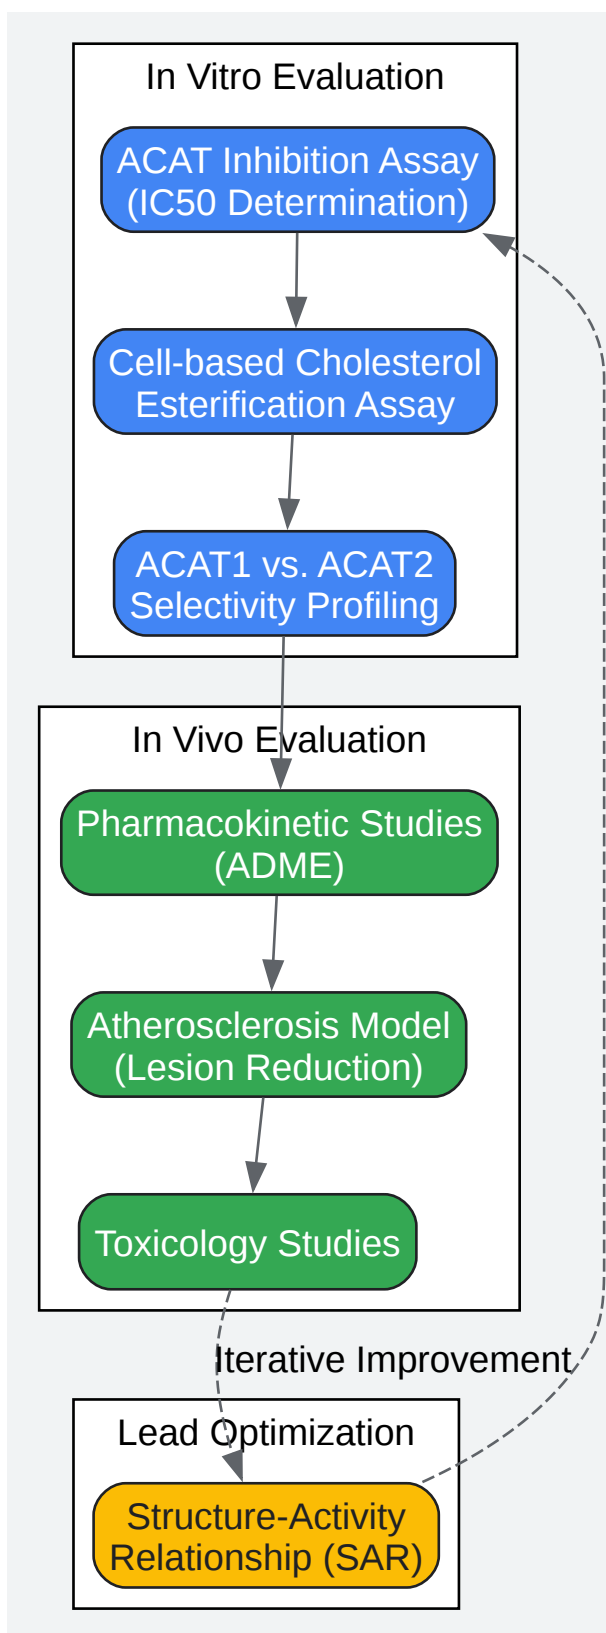 In Vitro Evaluation
ACAT Inhibition Assay
(IC50 Determination)
Cell-based Cholesterol
Esterification Assay
ACAT1 vs. ACAT2
Selectivity Profiling
In Vivo Evaluation
Pharmacokinetic Studies
(ADME)
Atherosclerosis Model
(Lesion Reduction)
Toxicology Studies
Iterative Improvement
Lead Optimization
Structure-Activity
Relationship (SAR)